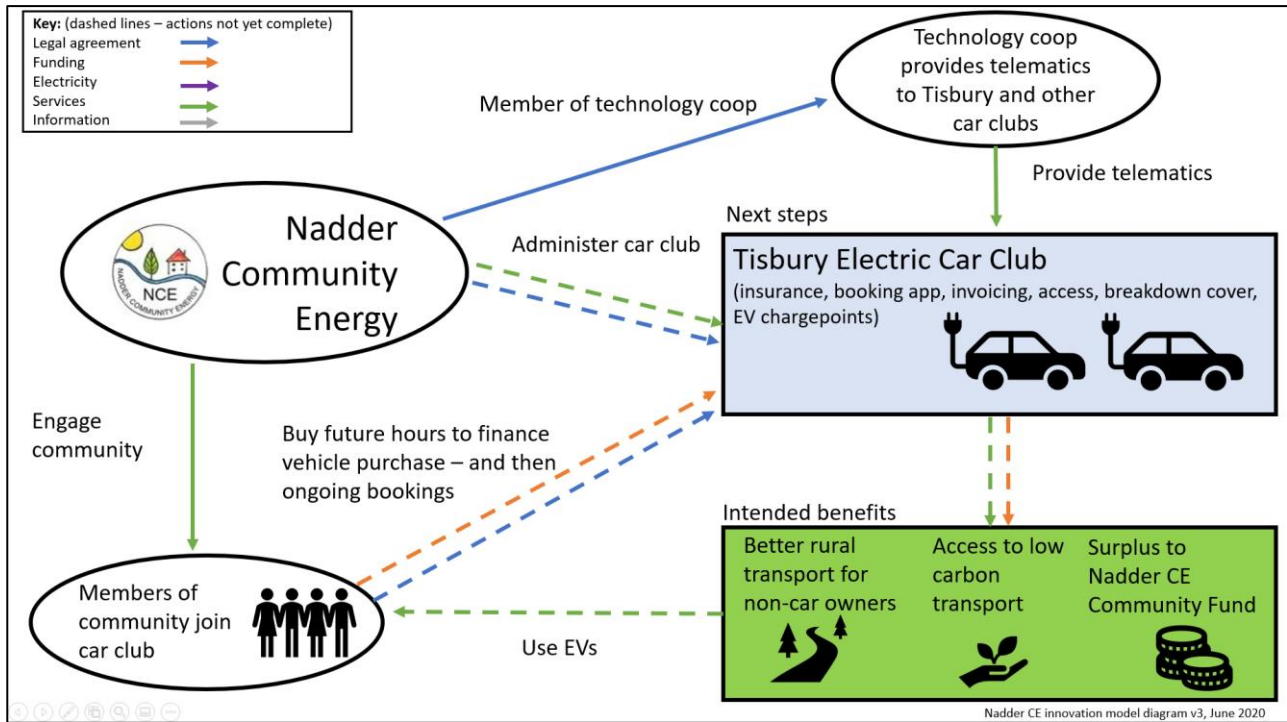 Key: (dashed lines – actions not yet complete)
Legal agreement
Funding
Electricity
Services
Information
Technology coop
provides telematics
to Tisbury and other
car clubs
Member of technology coop
Provide telematics
Nadder
Community
Energy
NCE
NADDER COMMUNITY ENERGY
Administer car club
Next steps
Tisbury Electric Car Club
(insurance, booking app, invoicing, access, breakdown cover,
EV chargepoints)
Engage
community
Buy future hours to finance
vehicle purchase – and then
ongoing bookings
Intended benefits
Better rural
transport for
non-car owners
Access to low
carbon
transport
Surplus to
Nadder CE
Community Fund
Members of
community join
car club
Use EVs
Nadder CE innovation model diagram v3, June 2020